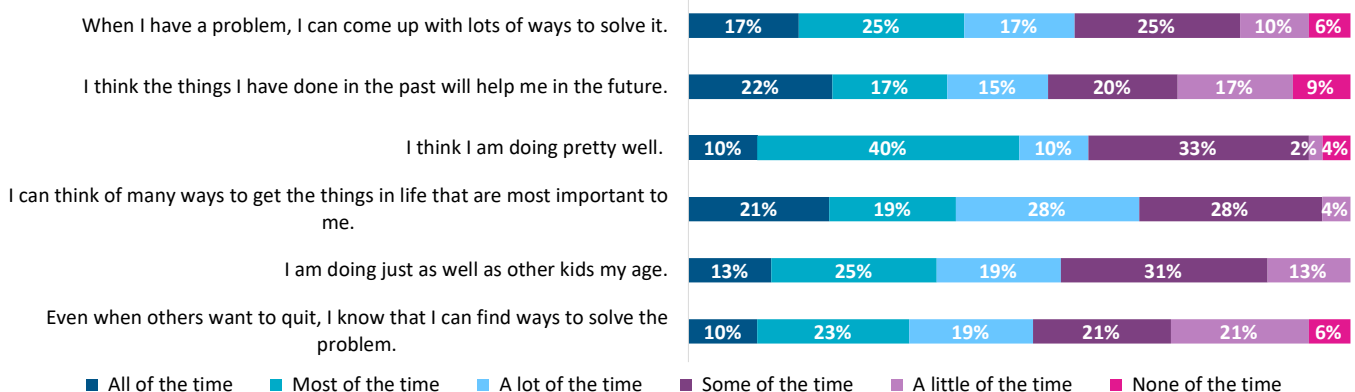 When I have a problem, I can come up with lots of ways to solve it.
17% 25% 17% 25% 10% 6%
I think the things I have done in the past will help me in the future.
22% 17% 15% 20% 17% 9%
I think I am doing pretty well.
10% 40% 10% 33% 2% 4%
I can think of many ways to get the things in life that are most important to
me.
21% 19% 28% 28% 4%
I am doing just as well as other kids my age.
13% 25% 19% 31% 13%
Even when others want to quit, I know that I can find ways to solve the
problem.
10% 23% 19% 21% 21% 6%
All of the time Most of the time A lot of the time Some of the time A little of the time None of the time